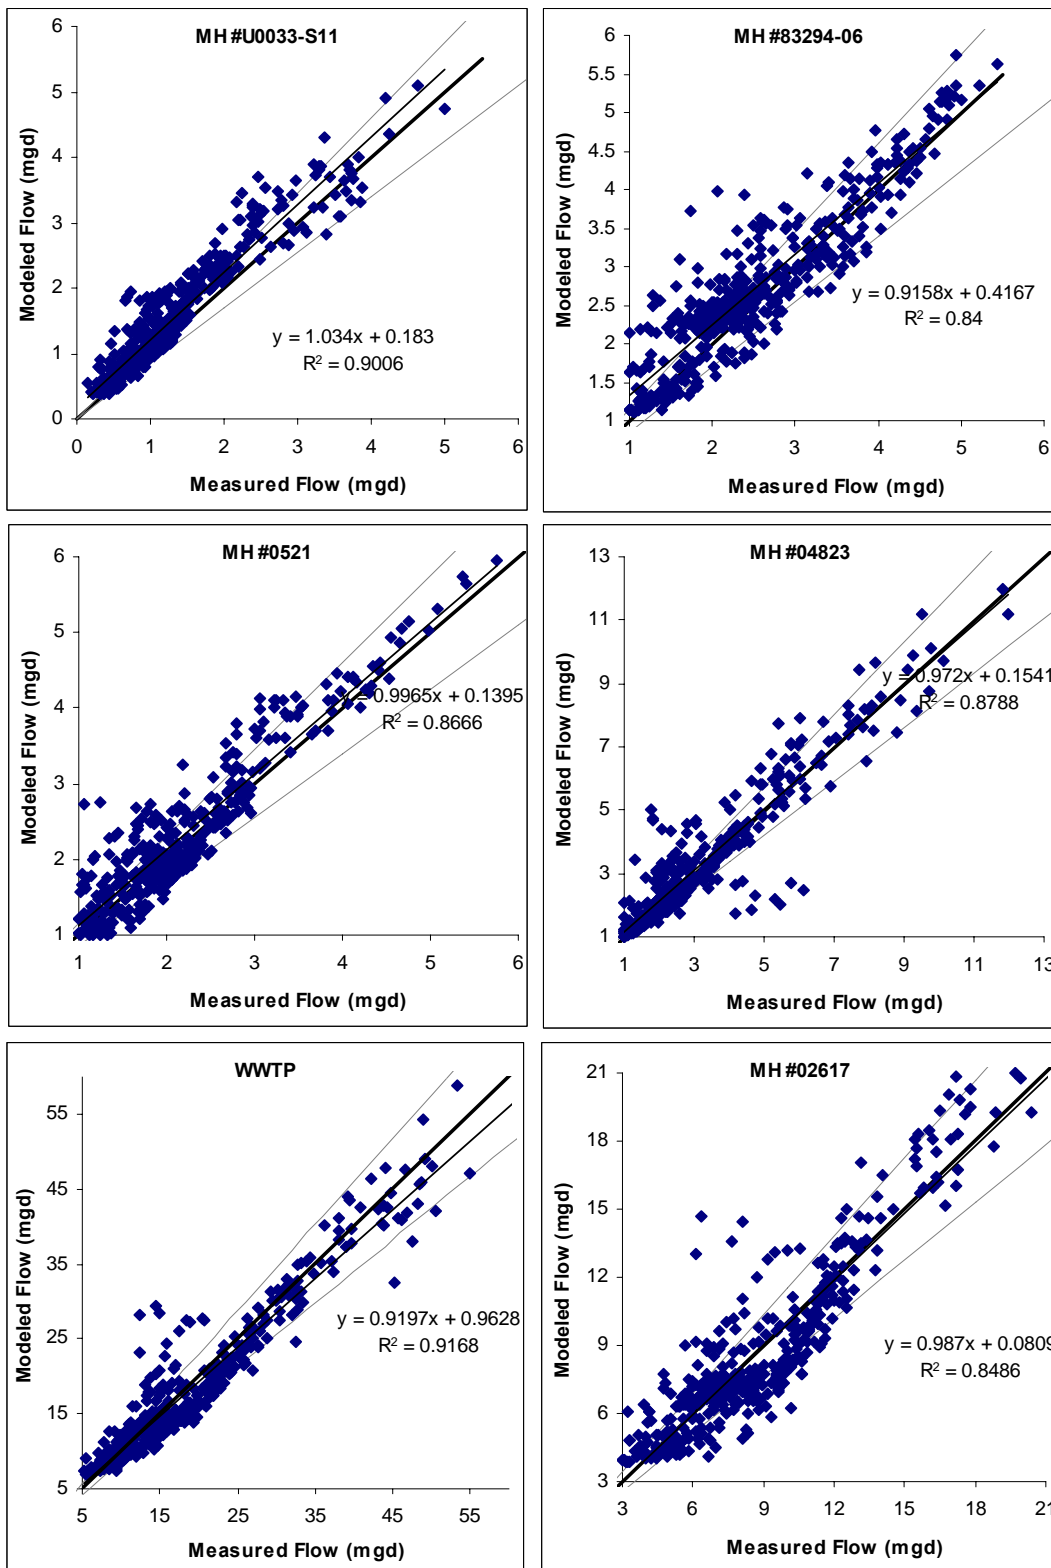 MH #U0033-S11
Modeled Flow (mgd)
6
5
4
3
2
1
0
y = 1.034x + 0.183
R² = 0.9006
0 1 2 3 4 5 6
Measured Flow (mgd)
MH #83294-06
Modeled Flow (mgd)
6
5.5
5
4.5
4
3.5
3
2.5
2
1.5
1
y = 0.9158x + 0.4167
R² = 0.84
1 2 3 4 5 6
Measured Flow (mgd)
MH #0521
Modeled Flow (mgd)
6
5
4
3
2
1
y = 0.9965x + 0.1395
R² = 0.8666
1 2 3 4 5 6
Measured Flow (mgd)
MH #04823
Modeled Flow (mgd)
13
11
9
7
5
3
1
y = 0.972x + 0.1541
R² = 0.8788
1 3 5 7 9 11 13
Measured Flow (mgd)
WWTP
Modeled Flow (mgd)
55
45
35
25
15
5
y = 0.9197x + 0.9628
R² = 0.9168
5 15 25 35 45 55
Measured Flow (mgd)
MH #02617
Modeled Flow (mgd)
21
18
15
12
9
6
3
y = 0.987x + 0.0809
R² = 0.8486
3 6 9 12 15 18 21
Measured Flow (mgd)